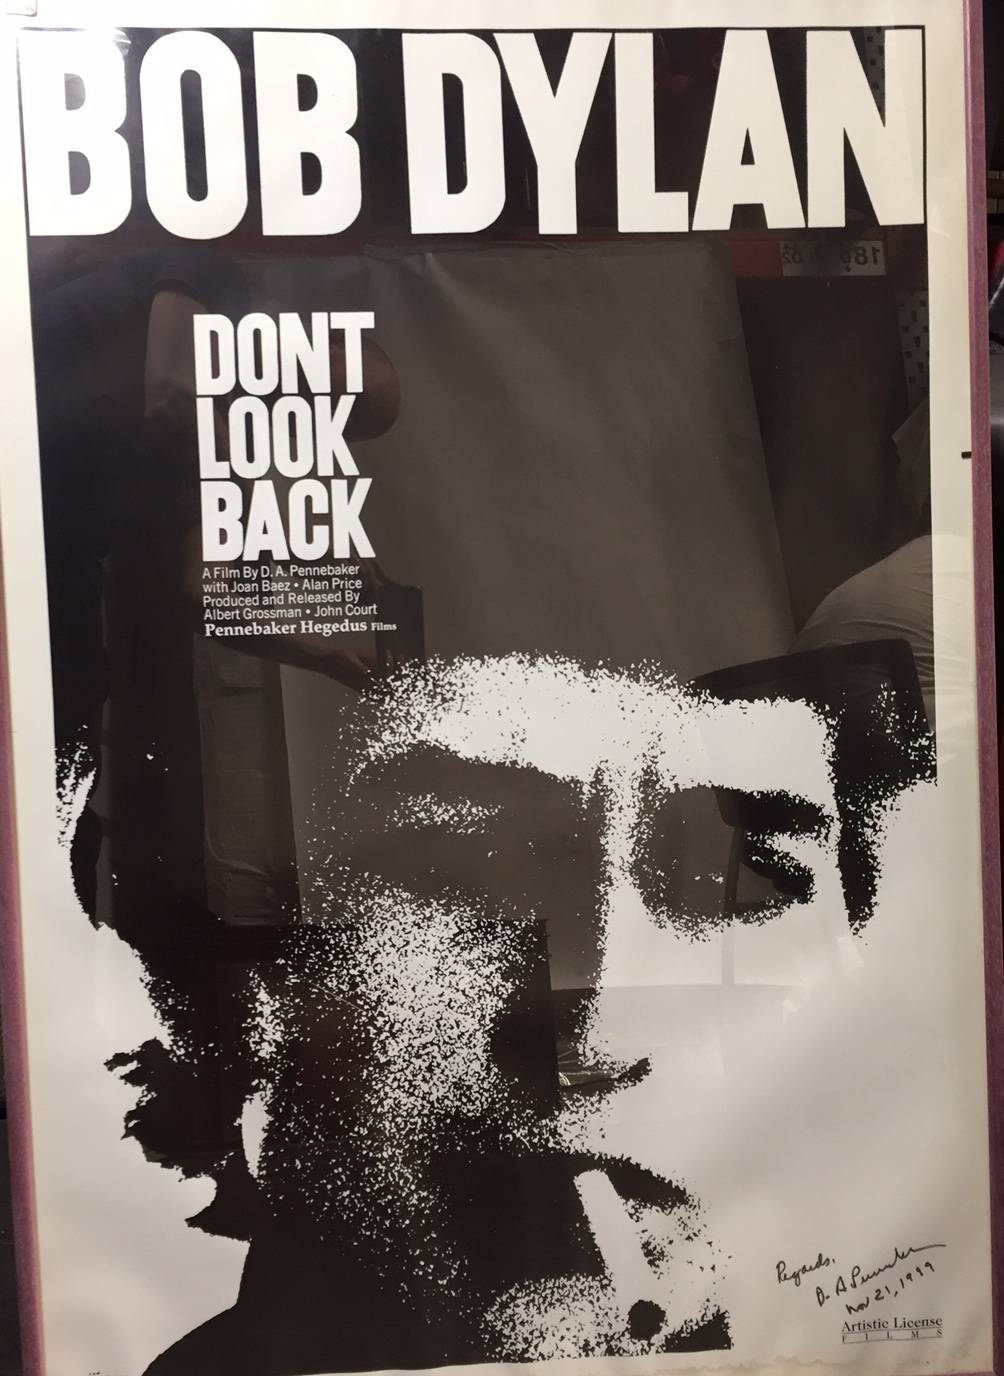 BOB DYLAN
DONT
LOOK
BACK
A Film By D. A. Pennebaker
with Joan Baez • Alan Price
Produced and Released By
Albert Grossman • John Court
Pennebaker Hegedus Films
Regards,
D. A Pennebaker
Nov 21, 1999
Artistic License
FILMS